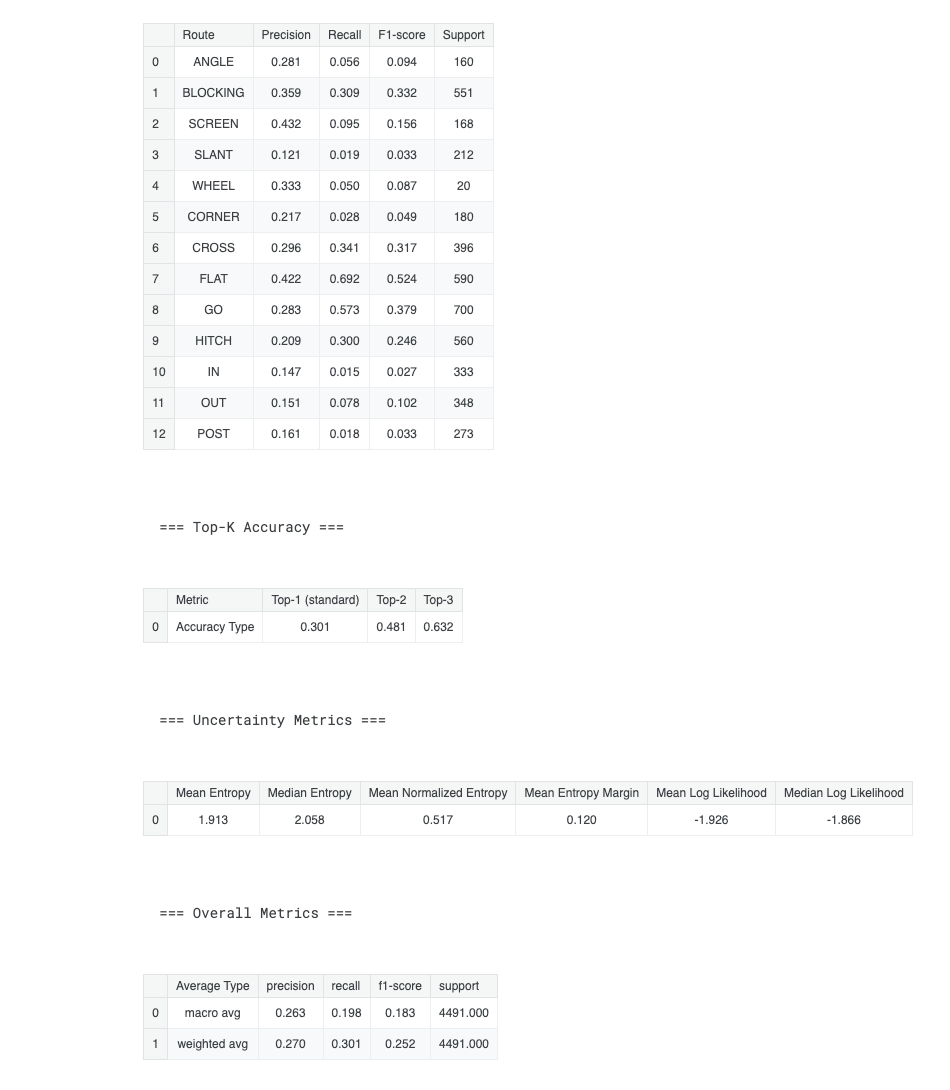 Route Precision Recall F1-score Support
0 ANGLE 0.281 0.056 0.094 160
1 BLOCKING 0.359 0.309 0.332 551
2 SCREEN 0.432 0.095 0.156 168
3 SLANT 0.121 0.019 0.033 212
4 WHEEL 0.333 0.050 0.087 20
5 CORNER 0.217 0.028 0.049 180
6 CROSS 0.296 0.341 0.317 396
7 FLAT 0.422 0.692 0.524 590
8 GO 0.283 0.573 0.379 700
9 HITCH 0.209 0.300 0.246 560
10 IN 0.147 0.015 0.027 333
11 OUT 0.151 0.078 0.102 348
12 POST 0.161 0.018 0.033 273
=== Top-K Accuracy ===
Metric Top-1 (standard) Top-2 Top-3
0 Accuracy Type 0.301 0.481 0.632
=== Uncertainty Metrics ===
Mean Entropy Median Entropy Mean Normalized Entropy Mean Entropy Margin Mean Log Likelihood Median Log Likelihood
0 1.913 2.058 0.517 0.120 -1.926 -1.866
=== Overall Metrics ===
Average Type precision recall f1-score support
0 macro avg 0.263 0.198 0.183 4491.000
1 weighted avg 0.270 0.301 0.252 4491.000